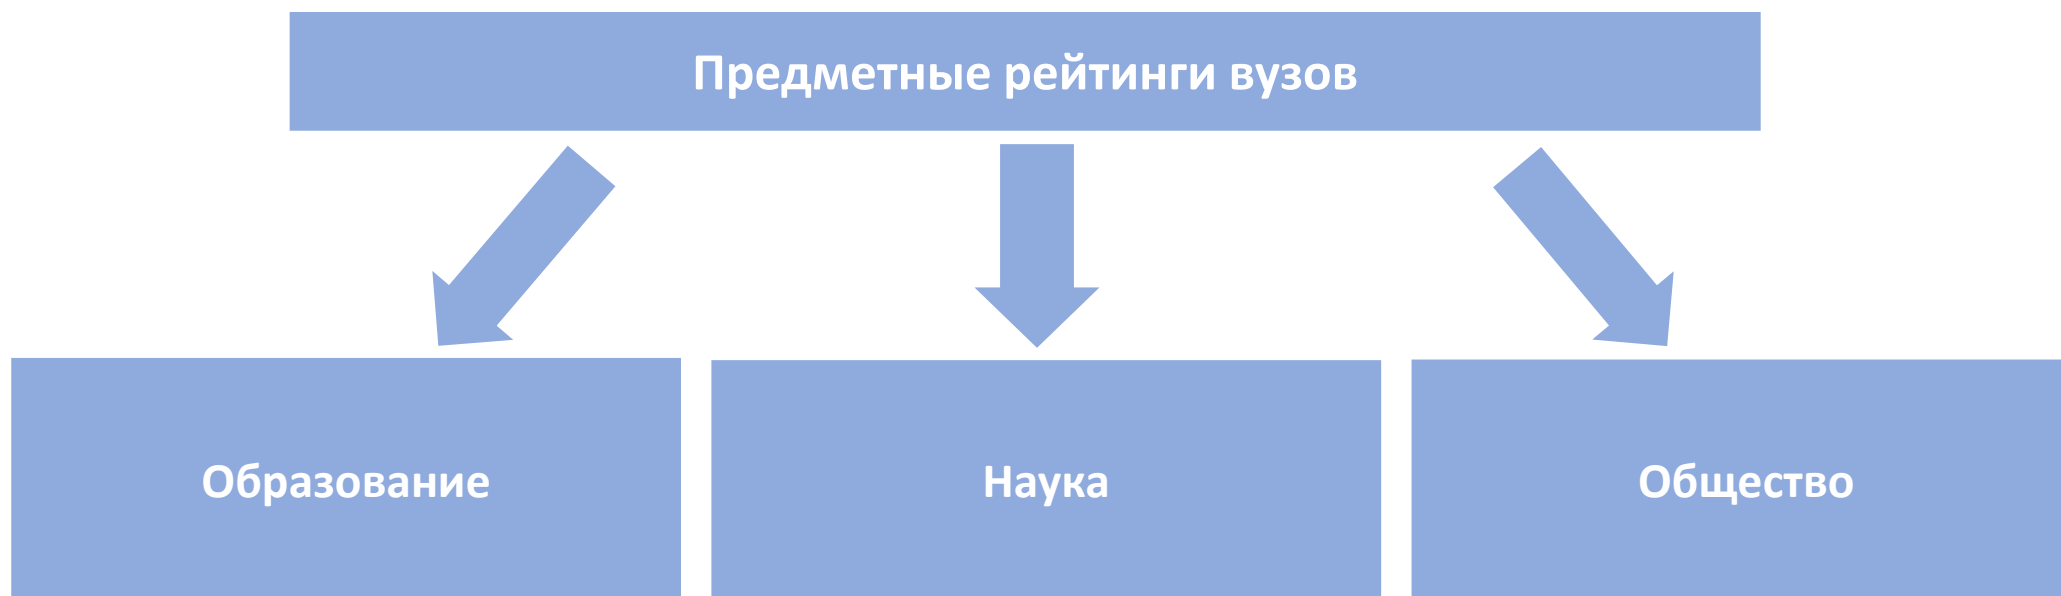 Предметные рейтинги вузов
Образование
Наука
Общество